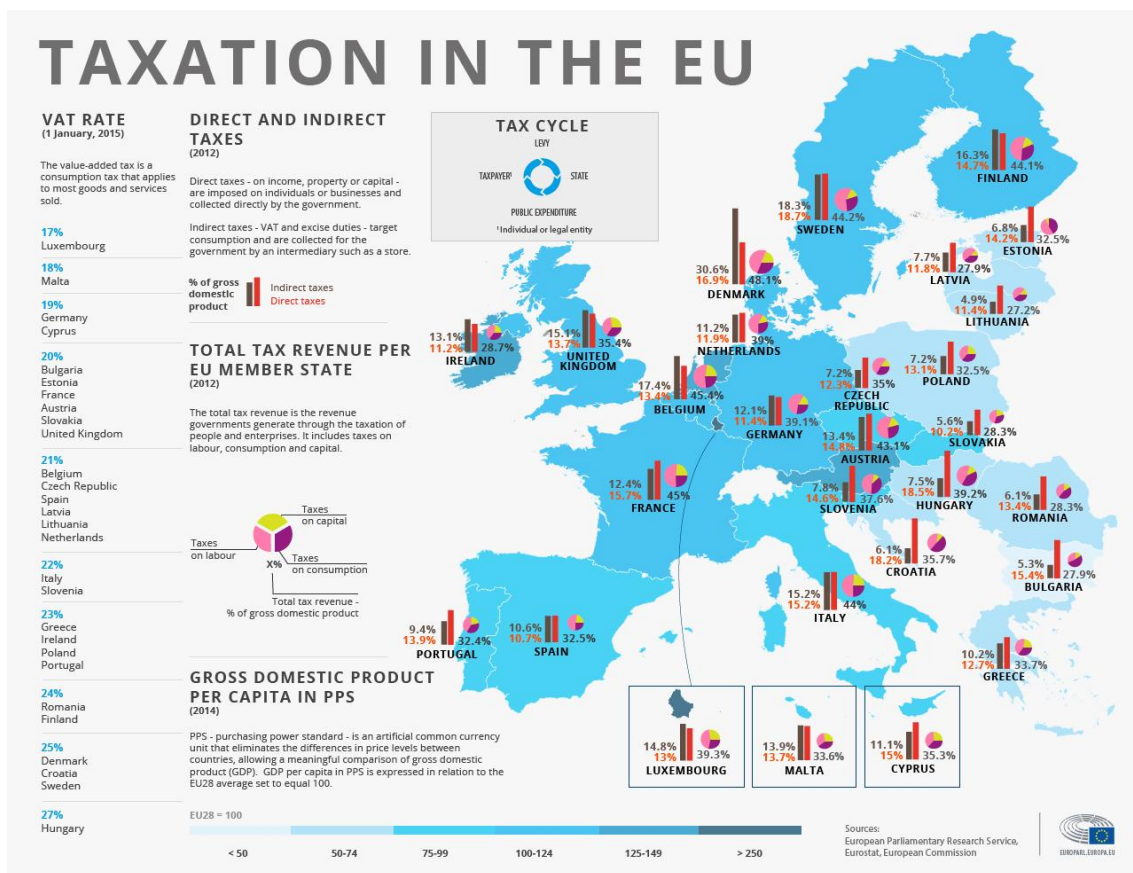 TAXATION IN THE EU
VAT RATE
(1 January, 2015)
The value-added tax is a
consumption tax that applies
to most goods and services
sold.
17%
Luxembourg
18%
Malta
19%
Germany
Cyprus
20%
Bulgaria
Estonia
France
Austria
Slovakia
United Kingdom
21%
Belgium
Czech Republic
Spain
Latvia
Lithuania
Netherlands
22%
Italy
Slovenia
23%
Greece
Ireland
Poland
Portugal
24%
Romania
Finland
25%
Denmark
Croatia
Sweden
27%
Hungary
DIRECT AND INDIRECT
TAXES
(2012)
Direct taxes - on income, property or capital -
are imposed on individuals or businesses and
collected directly by the government.
Indirect taxes - VAT and excise duties - target
consumption and are collected for the
government by an intermediary such as a store.
% of gross
domestic
product
Indirect taxes
Direct taxes
TOTAL TAX REVENUE PER
EU MEMBER STATE
(2012)
The total tax revenue is the revenue
governments generate through the taxation of
people and enterprises. It includes taxes on
labour, consumption and capital.
Taxes
on capital
Taxes
on labour
Taxes
on consumption
X%
Total tax revenue -
% of gross domestic product
GROSS DOMESTIC PRODUCT
PER CAPITA IN PPS
(2014)
PPS - purchasing power standard - is an artificial common currency
unit that eliminates the differences in price levels between
countries, allowing a meaningful comparison of gross domestic
product (GDP). GDP per capita in PPS is expressed in relation to the
EU28 average set to equal 100.
EU28 = 100
< 50
50-74
75-99
100-124
125-149
> 250
TAX CYCLE
LEVY
TAXPAYER¹
STATE
PUBLIC EXPENDITURE
¹Individual or legal entity
16.3%
14.7% 44.1%
FINLAND
18.3%
18.7% 44.2%
SWEDEN
6.8%
14.2% 32.5%
ESTONIA
7.7%
11.8% 27.9%
LATVIA
4.9%
11.4% 27.2%
LITHUANIA
30.6%
16.9% 48.1%
DENMARK
13.1%
11.2% 28.7%
IRELAND
15.1%
13.7% 35.4%
UNITED
KINGDOM
11.2%
11.9% 39%
NETHERLANDS
17.4%
13.4% 45.4%
BELGIUM
12.1%
11.4% 39.1%
GERMANY
7.2%
12.3% 35%
CZECH
REPUBLIC
7.2%
13.1% 32.5%
POLAND
5.6%
10.2% 28.3%
SLOVAKIA
13.4%
14.8% 43.1%
AUSTRIA
12.4%
15.7% 45%
FRANCE
7.8%
14.6% 37.6%
SLOVENIA
7.5%
18.5% 39.2%
HUNGARY
6.1%
13.4% 28.3%
ROMANIA
6.1%
18.2% 35.7%
CROATIA
5.3%
15.4% 27.9%
BULGARIA
15.2%
15.2% 44%
ITALY
9.4%
13.9% 32.4%
PORTUGAL
10.6%
10.7% 32.5%
SPAIN
10.2%
12.7% 33.7%
GREECE
14.8%
13% 39.3%
LUXEMBOURG
13.9%
13.7% 33.6%
MALTA
11.1%
15% 35.3%
CYPRUS
Sources:
European Parliamentary Research Service,
Eurostat, European Commission
EUROPARL.EUROPA.EU